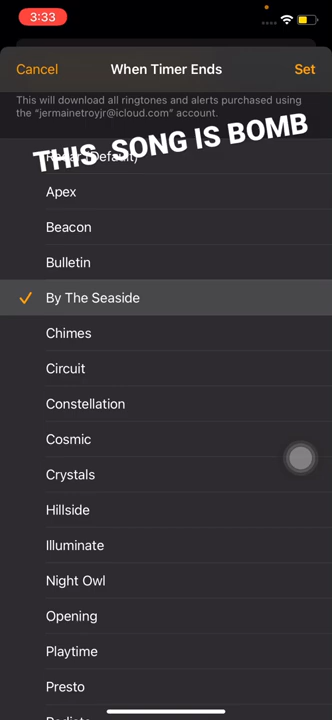 3:33
Cancel When Timer Ends Set
This will download all ringtones and alerts purchased using
the “jermainetroyjr@icloud.com” account.
THIS SONG IS BOMB
Radar (Default)
Apex
Beacon
Bulletin
By The Seaside
Chimes
Circuit
Constellation
Cosmic
Crystals
Hillside
Illuminate
Night Owl
Opening
Playtime
Presto